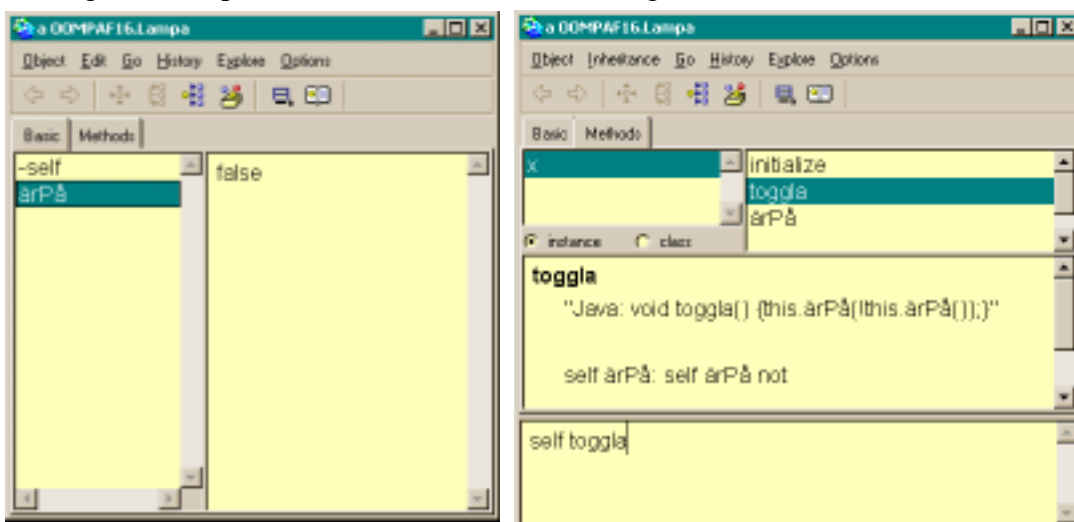 a OOMPAF16.Lampa
Object Edit Go History Explore Options
Basic Methods
-self
ärPå
false
a OOMPAF16.Lampa
Object Inheritance Go History Explore Options
Basic Methods
x
initialize
toggla
ärPå
instance class
toggla
"Java: void toggla() {this.ärPå(!this.ärPå());}"
self ärPå: self ärPå not
self toggla